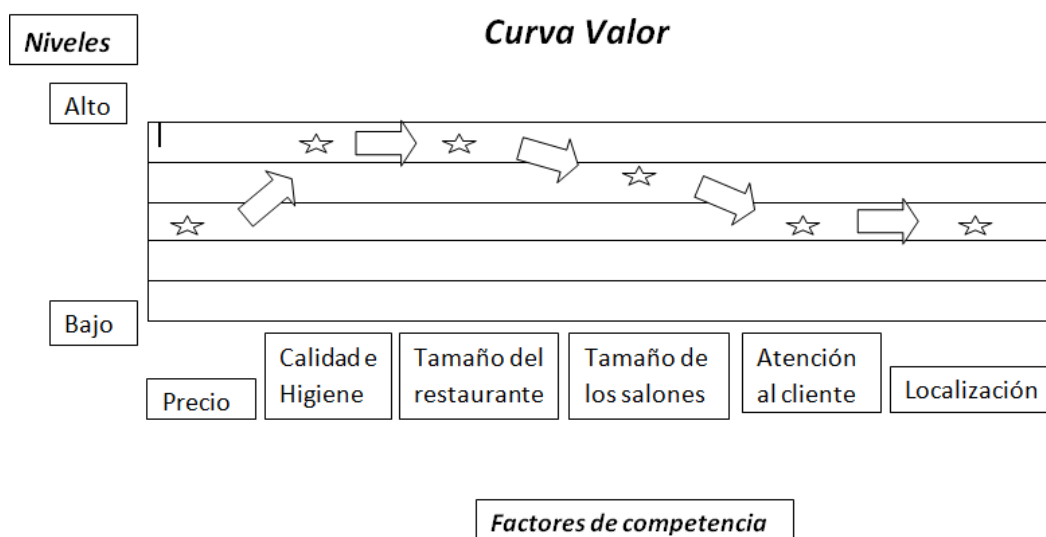 Niveles
Curva Valor
Alto
Bajo
Precio
Calidad e
Higiene
Tamaño del
restaurante
Tamaño de
los salones
Atención
al cliente
Localización
Factores de competencia